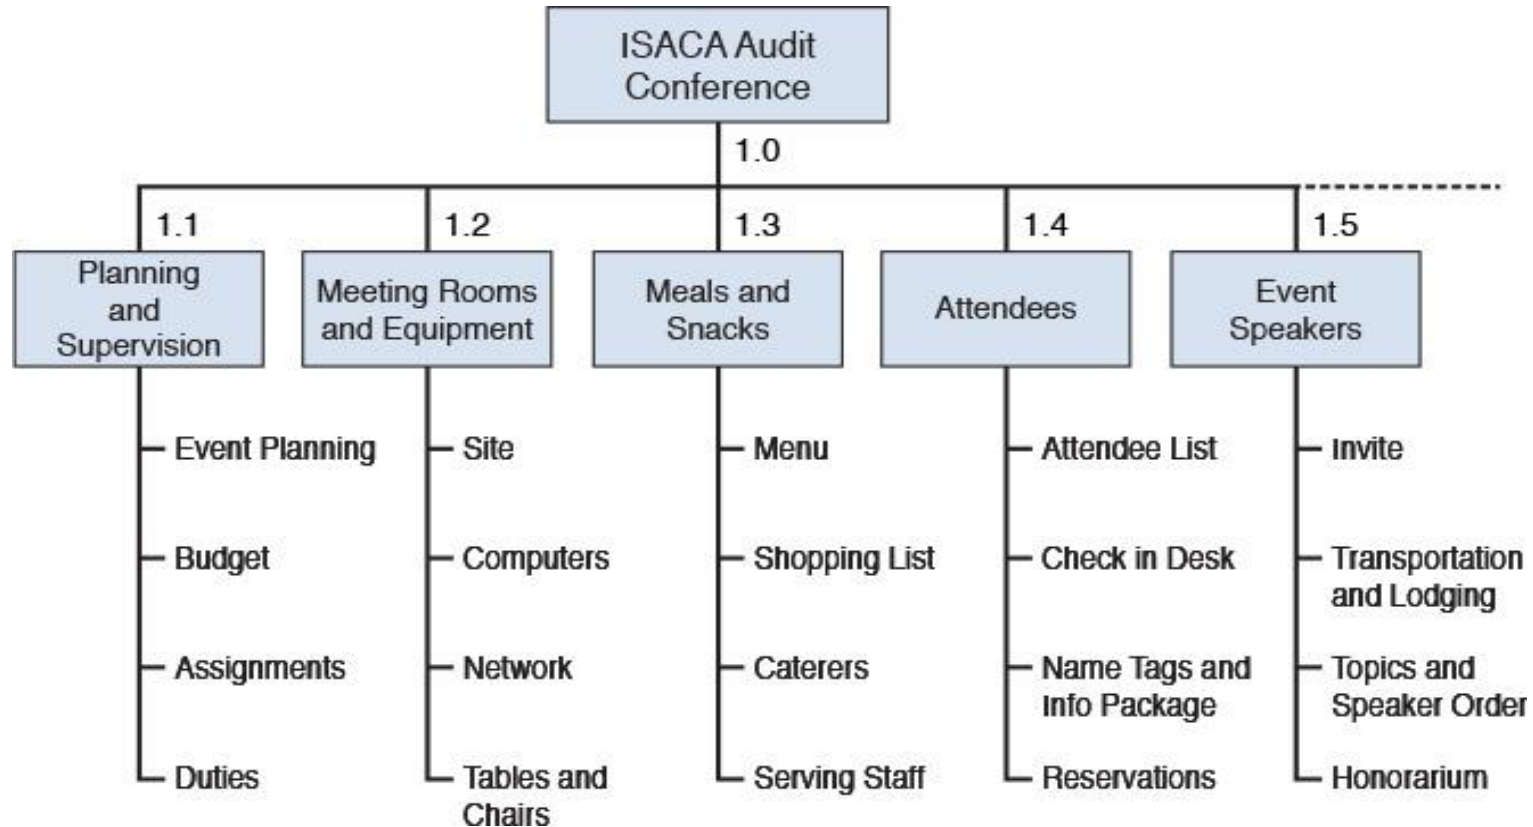 ISACA Audit
Conference
1.0
1.1
1.2
1.3
1.4
1.5
Planning
and
Supervision
Meeting Rooms
and Equipment
Meals and
Snacks
Attendees
Event
Speakers
Event Planning
Budget
Assignments
Duties
Site
Computers
Network
Tables and
Chairs
Menu
Shopping List
Caterers
Serving Staff
Attendee List
Check in Desk
Name Tags and
Info Package
Reservations
Invite
Transportation
and Lodging
Topics and
Speaker Order
Honorarium